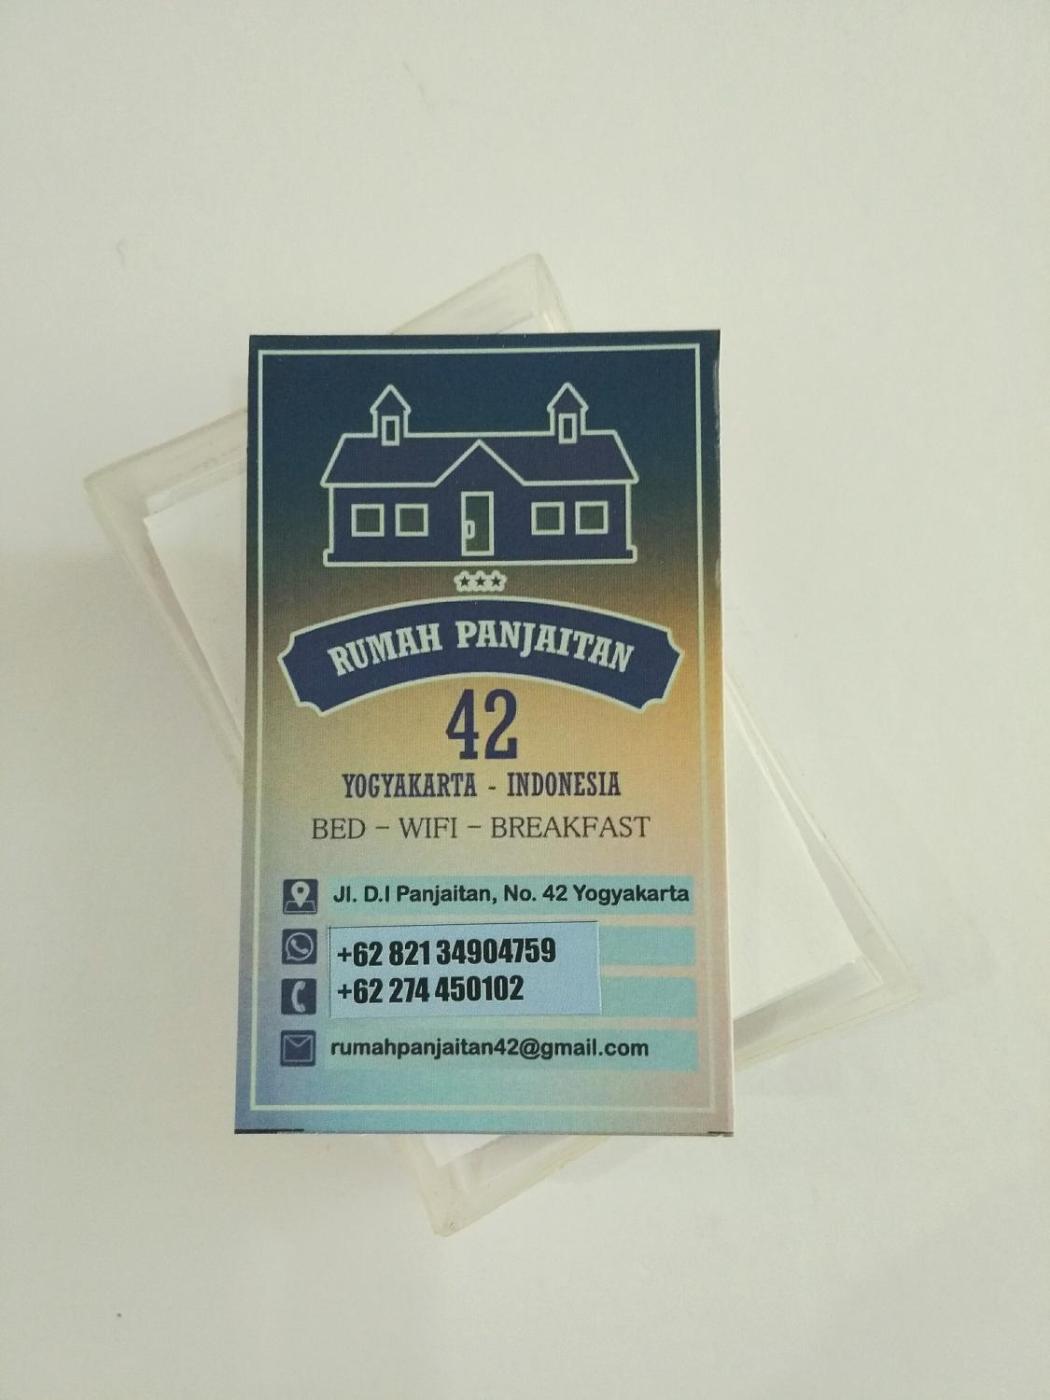 RUMAH PANJAITAN
42
YOGYAKARTA - INDONESIA
BED – WIFI – BREAKFAST
Jl. D.I Panjaitan, No. 42 Yogyakarta
+62 821 34904759
+62 274 450102
rumahpanjaitan42@gmail.com